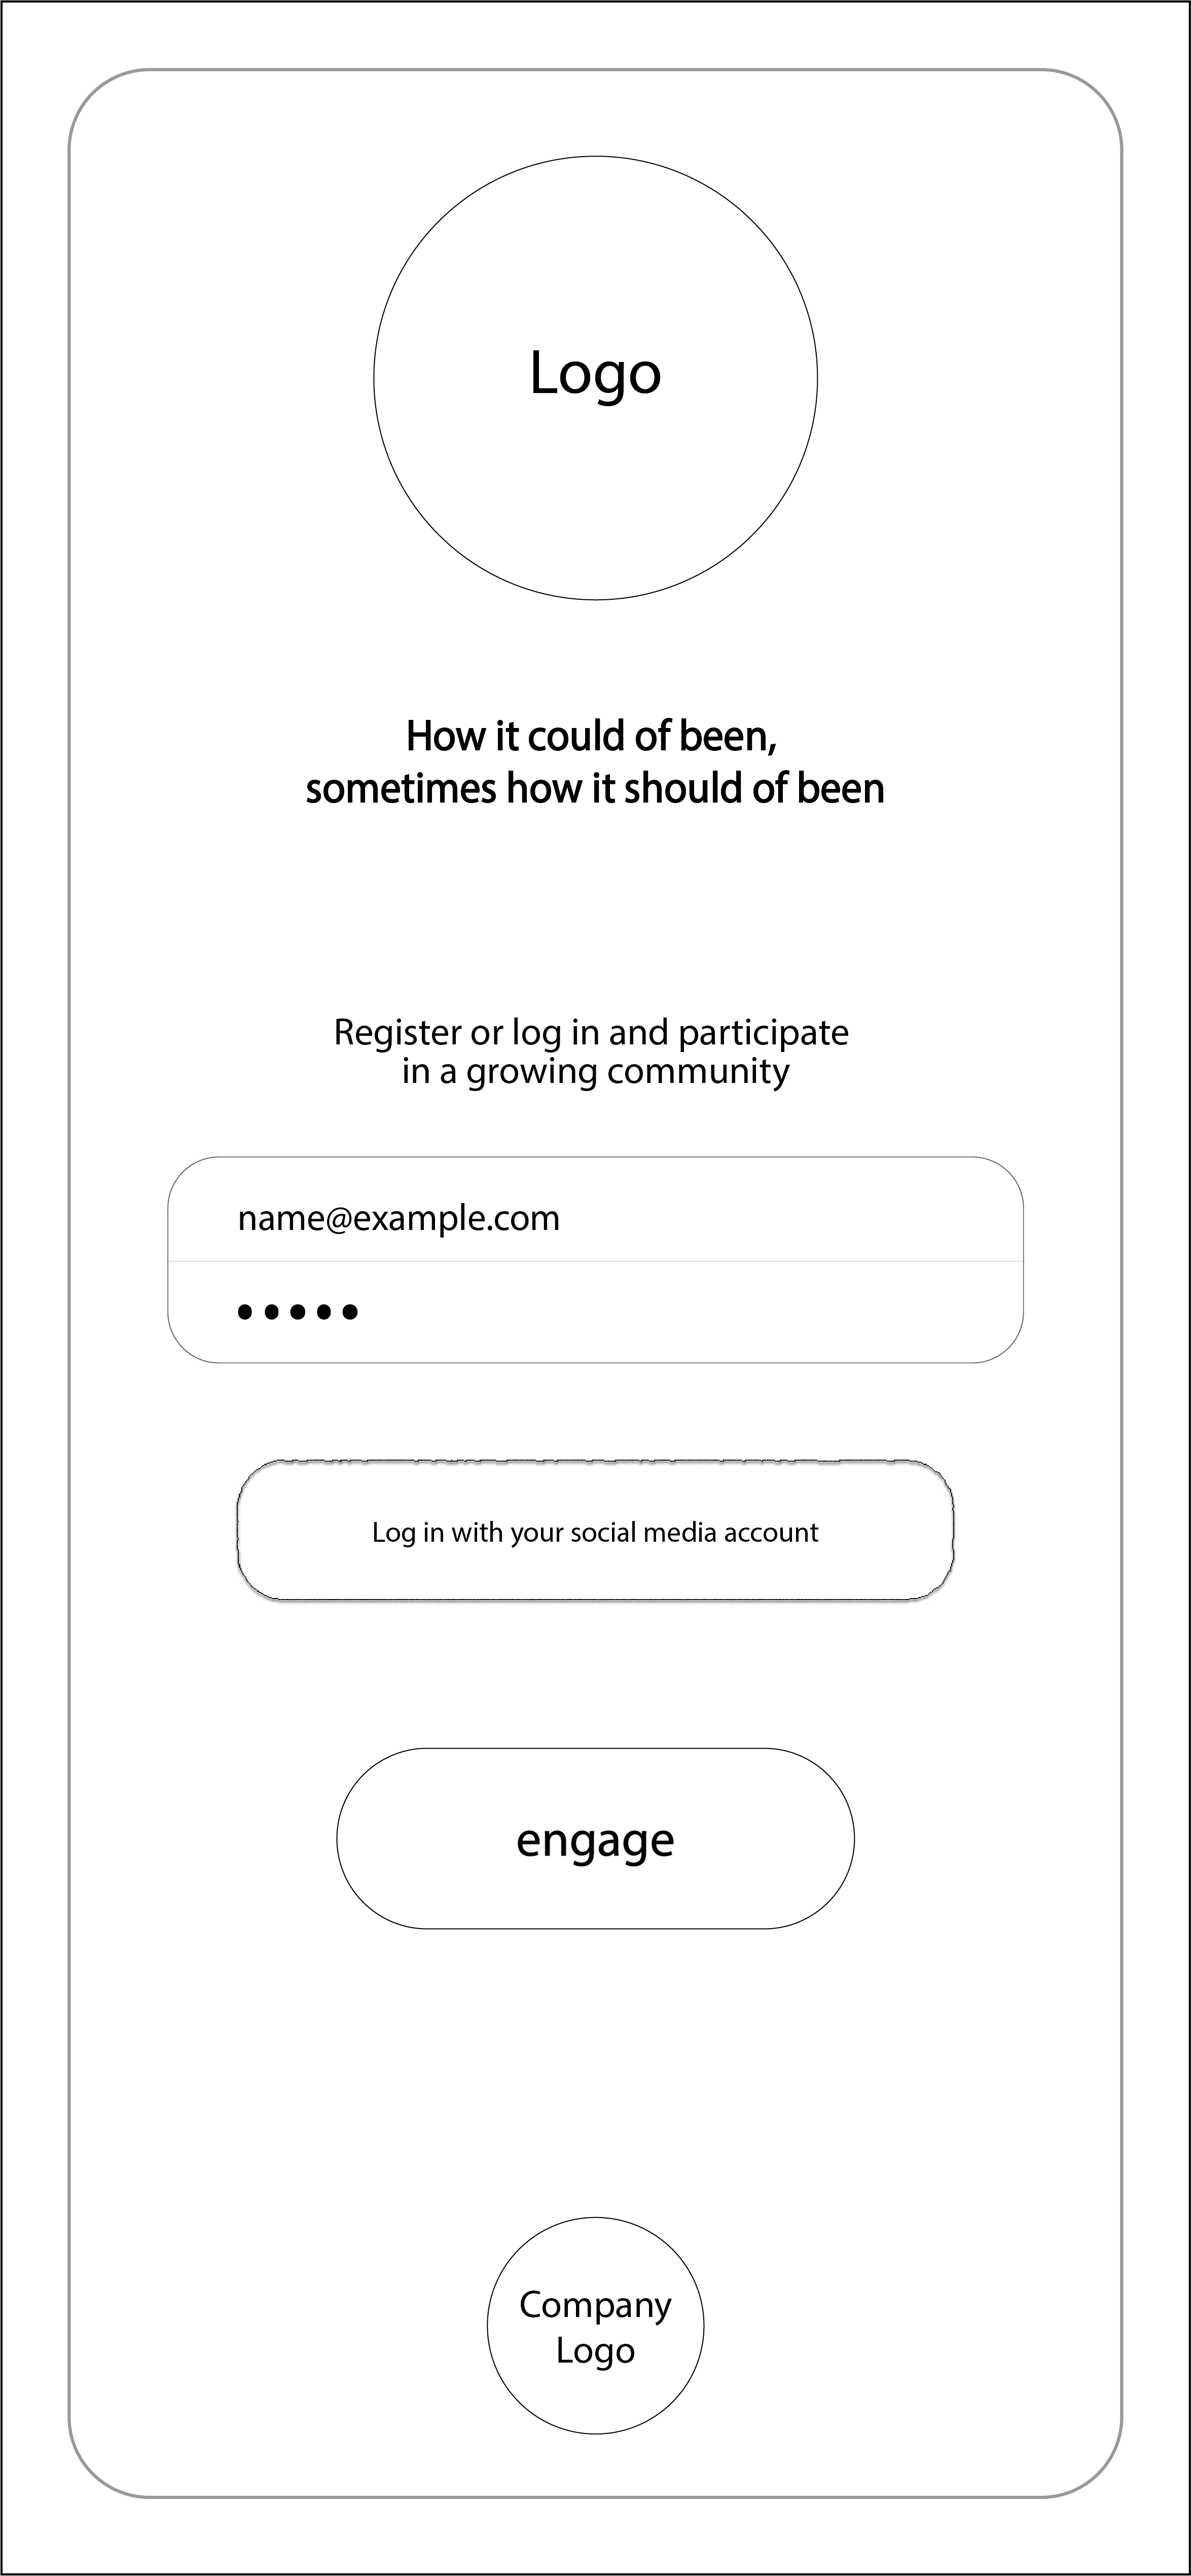 Logo
How it could of been,
sometimes how it should of been
Register or log in and participate
in a growing community
name@example.com
•••••
Log in with your social media account
engage
Company
Logo